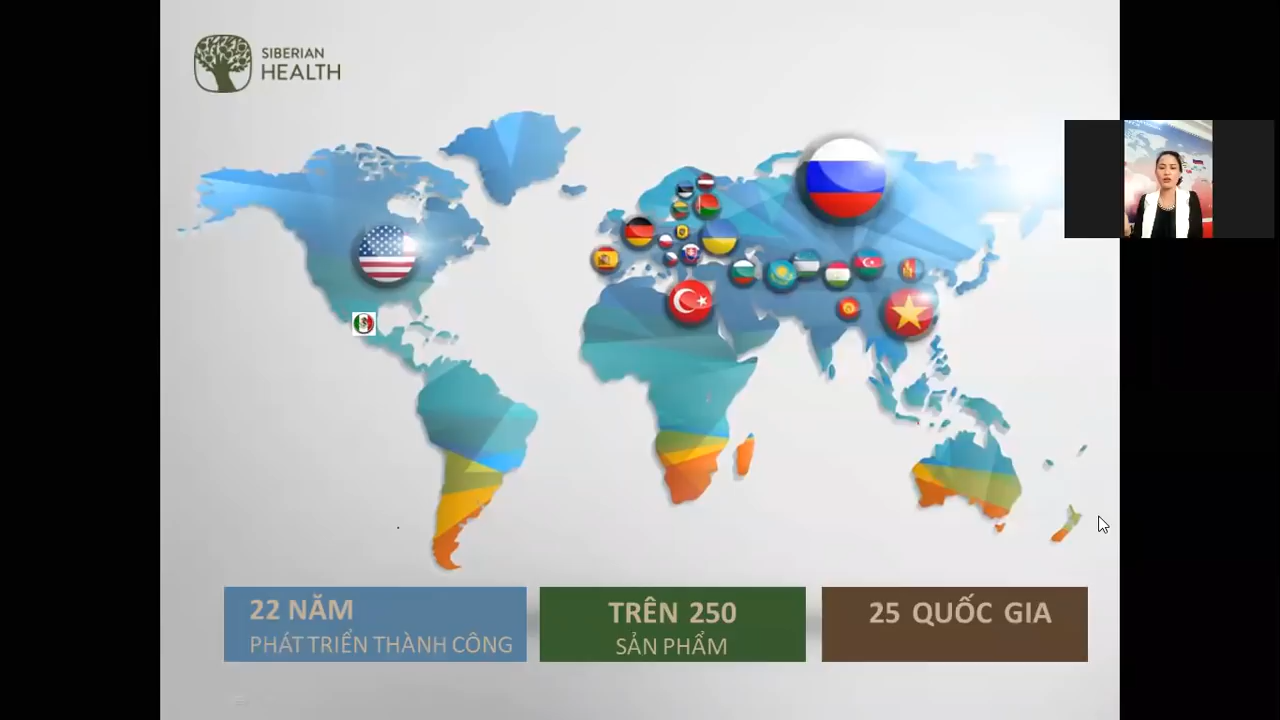 SIBERIAN
HEALTH
22 NĂM
PHÁT TRIỂN THÀNH CÔNG
TRÊN 250
SẢN PHẨM
25 QUỐC GIA